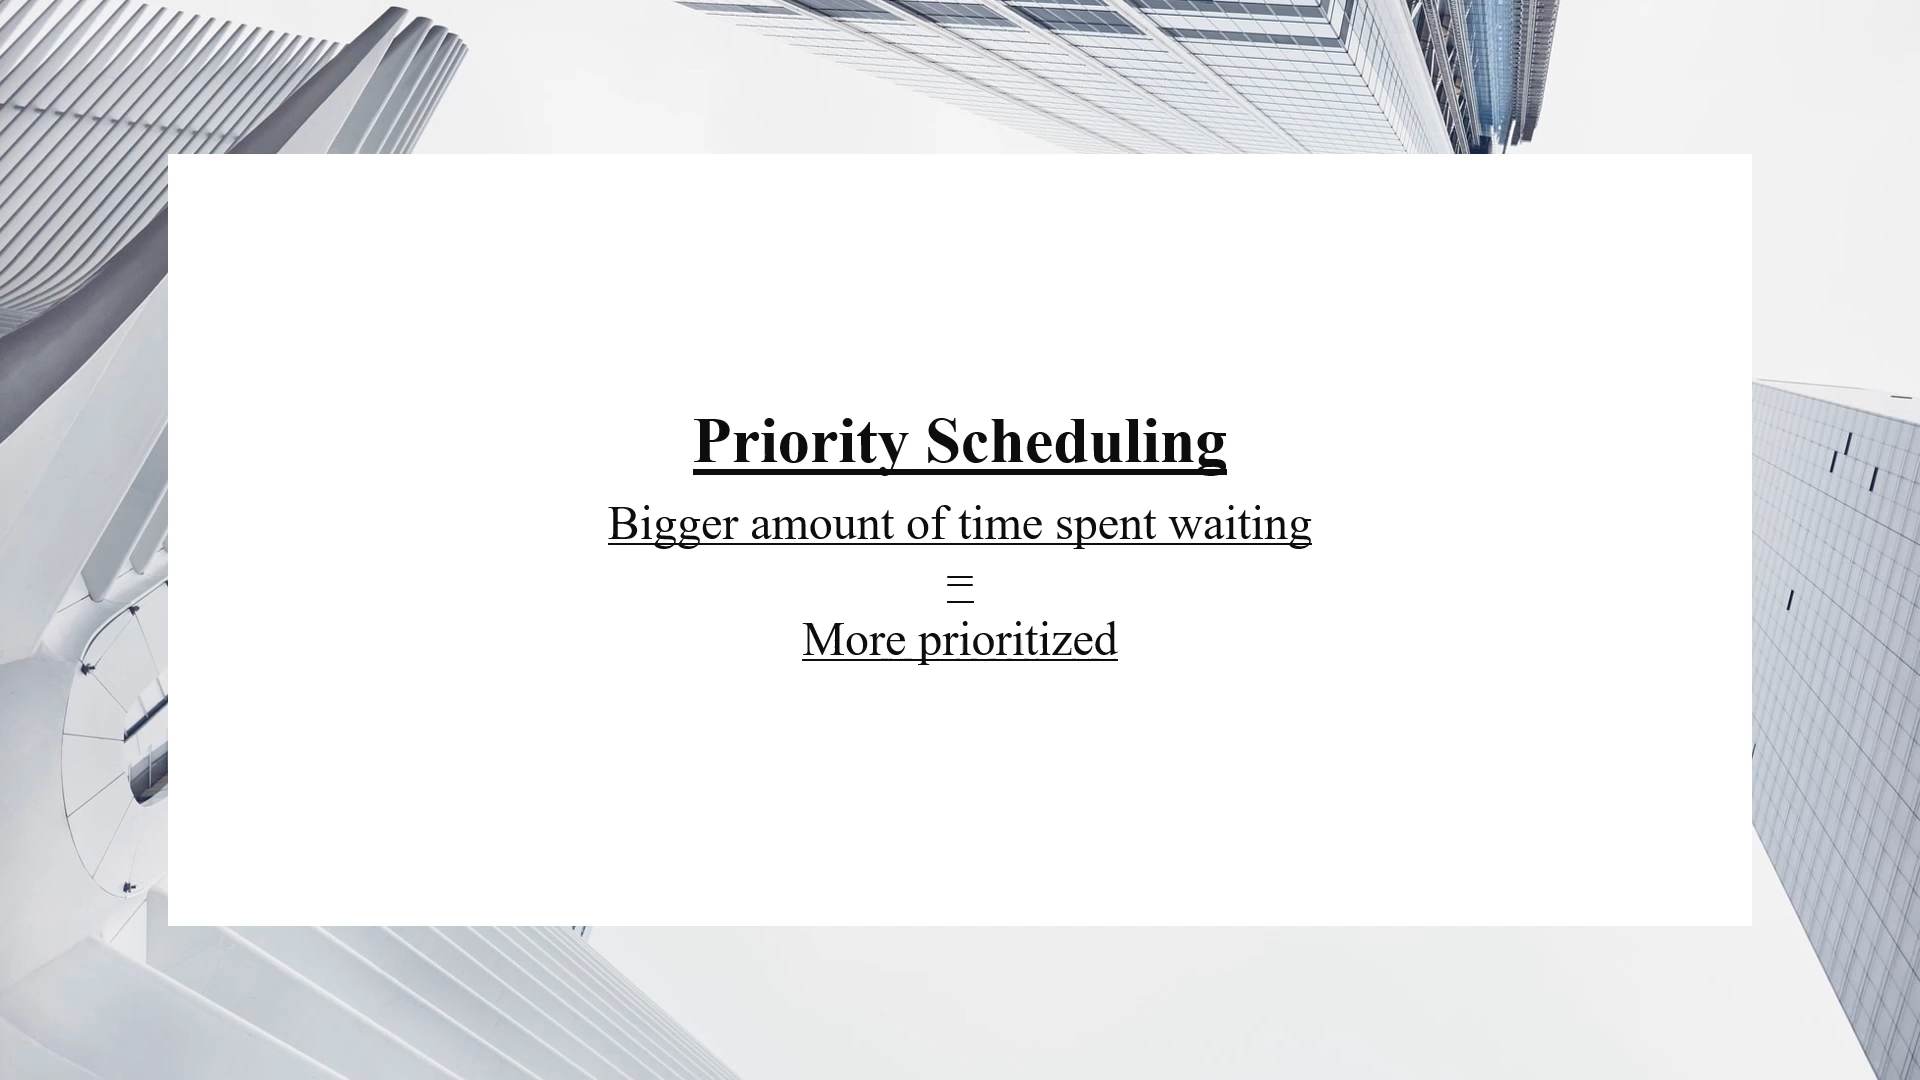 Priority Scheduling
Bigger amount of time spent waiting
=
More prioritized